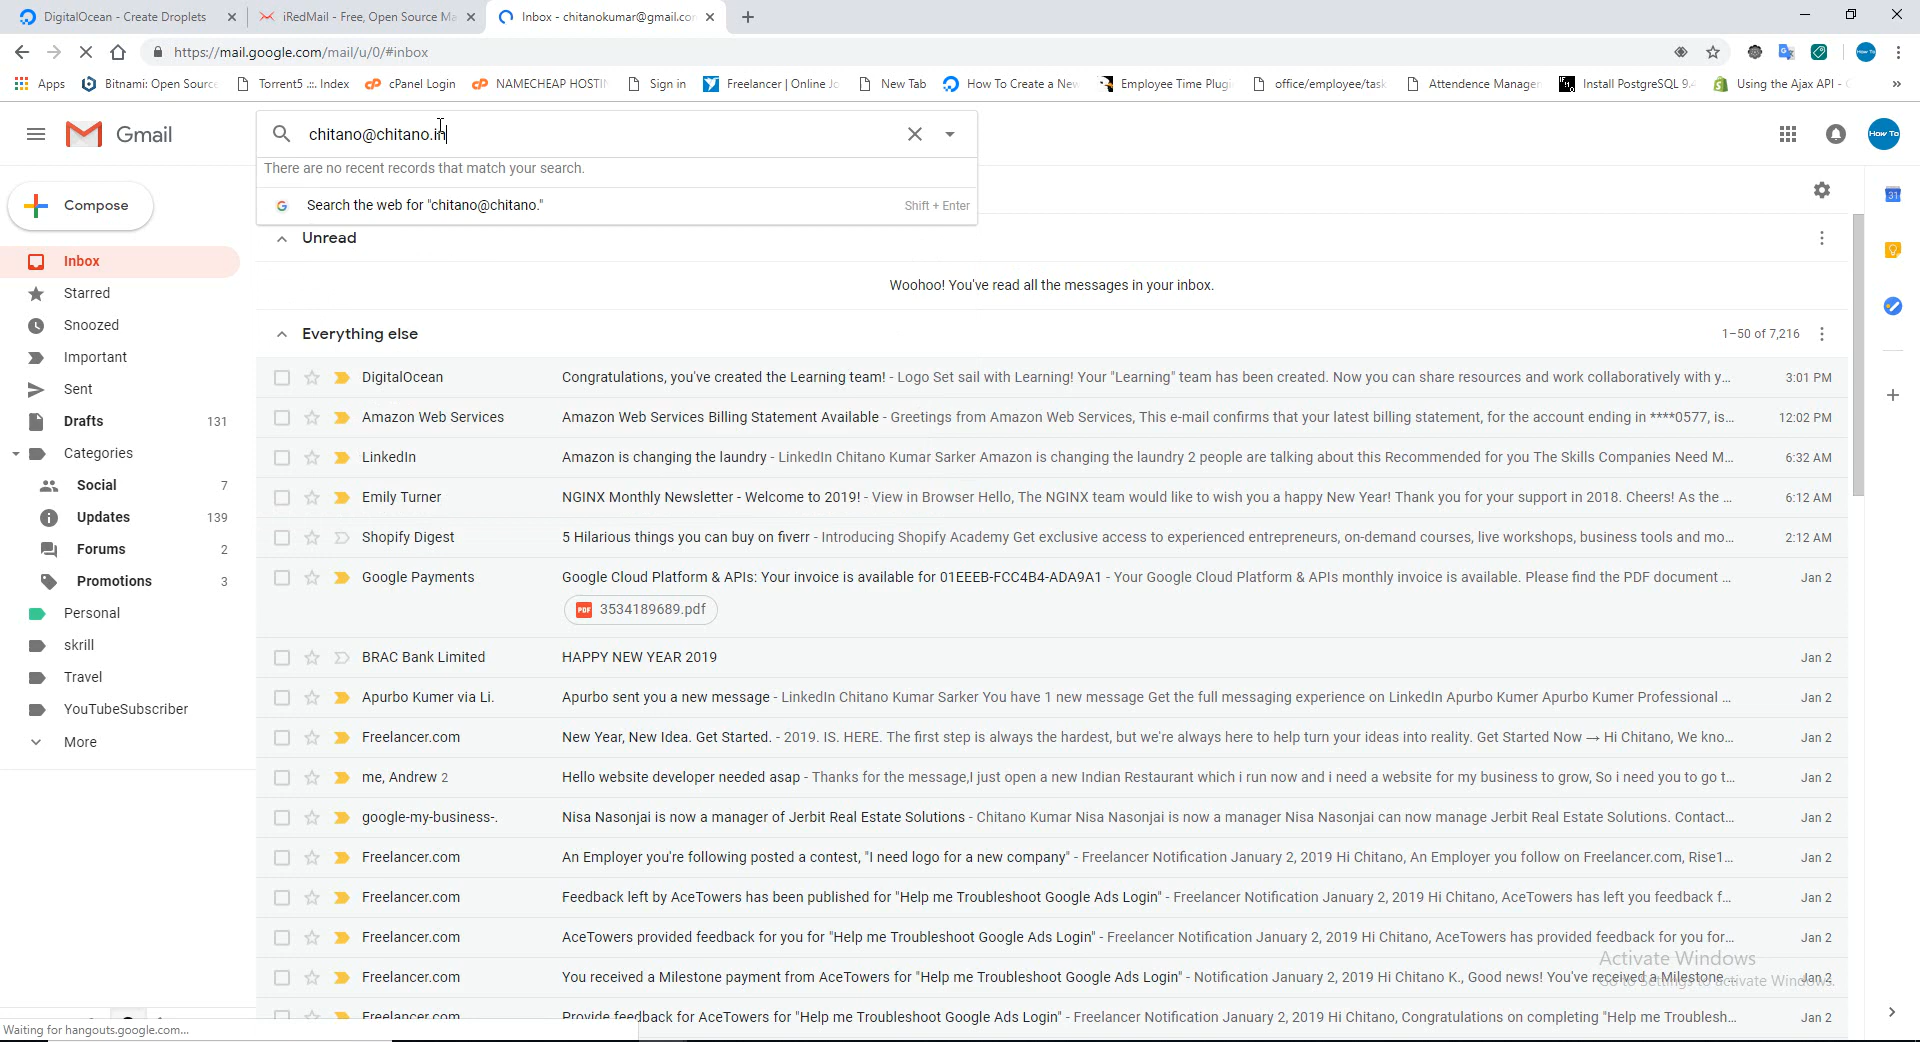 DigitalOcean - Create Droplets
iRedMail - Free, Open Source Ma
Inbox - chitanokumar@gmail.con
https://mail.google.com/mail/u/0/#inbox
Apps
Bitnami: Open Source
Torrent5 .::. Index
cPanel Login
NAMECHEAP HOSTIN
Sign in
Freelancer | Online Jo
New Tab
How To Create a New
Employee Time Plugi
office/employee/task
Attendence Manager
Install PostgreSQL 9.4
Using the Ajax API -
Gmail
chitano@chitano.in
How To
There are no recent records that match your search.
Search the web for "chitano@chitano."
Shift + Enter
Compose
Unread
Inbox
Woohoo! You've read all the messages in your inbox.
Starred
Snoozed
Everything else
1–50 of 7,216
Important
DigitalOcean
Congratulations, you've created the Learning team! - Logo Set sail with Learning! Your "Learning" team has been created. Now you can share resources and work collaboratively with y...
3:01 PM
Sent
Amazon Web Services
Amazon Web Services Billing Statement Available - Greetings from Amazon Web Services, This e-mail confirms that your latest billing statement, for the account ending in ****0577, is...
12:02 PM
Drafts
131
Categories
LinkedIn
Amazon is changing the laundry - LinkedIn Chitano Kumar Sarker Amazon is changing the laundry 2 people are talking about this Recommended for you The Skills Companies Need M...
6:32 AM
Social
7
Emily Turner
NGINX Monthly Newsletter - Welcome to 2019! - View in Browser Hello, The NGINX team would like to wish you a happy New Year! Thank you for your support in 2018. Cheers! As the ...
6:12 AM
Updates
139
Shopify Digest
5 Hilarious things you can buy on fiverr - Introducing Shopify Academy Get exclusive access to experienced entrepreneurs, on-demand courses, live workshops, business tools and mo...
2:12 AM
Forums
2
Promotions
3
Google Payments
Google Cloud Platform & APIs: Your invoice is available for 01EEEB-FCC4B4-ADA9A1 - Your Google Cloud Platform & APIs monthly invoice is available. Please find the PDF document ...
Jan 2
PDF 3534189689.pdf
Personal
skrill
BRAC Bank Limited
HAPPY NEW YEAR 2019
Jan 2
Travel
Apurbo Kumer via Li.
Apurbo sent you a new message - LinkedIn Chitano Kumar Sarker You have 1 new message Get the full messaging experience on LinkedIn Apurbo Kumer Apurbo Kumer Professional ...
Jan 2
YouTubeSubscriber
More
Freelancer.com
New Year, New Idea. Get Started. - 2019. IS. HERE. The first step is always the hardest, but we're always here to help turn your ideas into reality. Get Started Now → Hi Chitano, We kno...
Jan 2
me, Andrew 2
Hello website developer needed asap - Thanks for the message,I just open a new Indian Restaurant which i run now and i need a website for my business to grow, So i need you to go t...
Jan 2
google-my-business-.
Nisa Nasonjai is now a manager of Jerbit Real Estate Solutions - Chitano Kumar Nisa Nasonjai is now a manager Nisa Nasonjai can now manage Jerbit Real Estate Solutions. Contact...
Jan 2
Freelancer.com
An Employer you're following posted a contest, "I need logo for a new company" - Freelancer Notification January 2, 2019 Hi Chitano, An Employer you follow on Freelancer.com, Rise1...
Jan 2
Freelancer.com
Feedback left by AceTowers has been published for "Help me Troubleshoot Google Ads Login" - Freelancer Notification January 2, 2019 Hi Chitano, AceTowers has left you feedback f...
Jan 2
Freelancer.com
AceTowers provided feedback for you for "Help me Troubleshoot Google Ads Login" - Freelancer Notification January 2, 2019 Hi Chitano, AceTowers has provided feedback for you for...
Jan 2
Activate Windows
Go to Settings to activate Windows.
Freelancer.com
You received a Milestone payment from AceTowers for "Help me Troubleshoot Google Ads Login" - Notification January 2, 2019 Hi Chitano K., Good news! You've received a Milestone...
Jan 2
Freelancer.com
Provide feedback for AceTowers for "Help me Troubleshoot Google Ads Login" - Freelancer Notification January 2, 2019 Hi Chitano, Congratulations on completing "Help me Troublesh...
Jan 2
Waiting for hangouts.google.com...